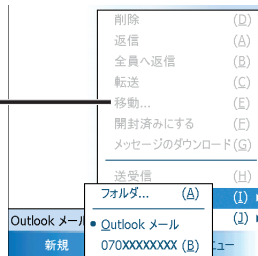 削除 (D)
返信 (A)
全員へ返信 (B)
転送 (C)
移動... (E)
開封済みにする (F)
メッセージのダウンロード (G)
送受信 (H)
(I)
(J)
フォルダ... (A)
Outlook メール
070XXXXXXXX (B)
Outlook メー
新規
ュー